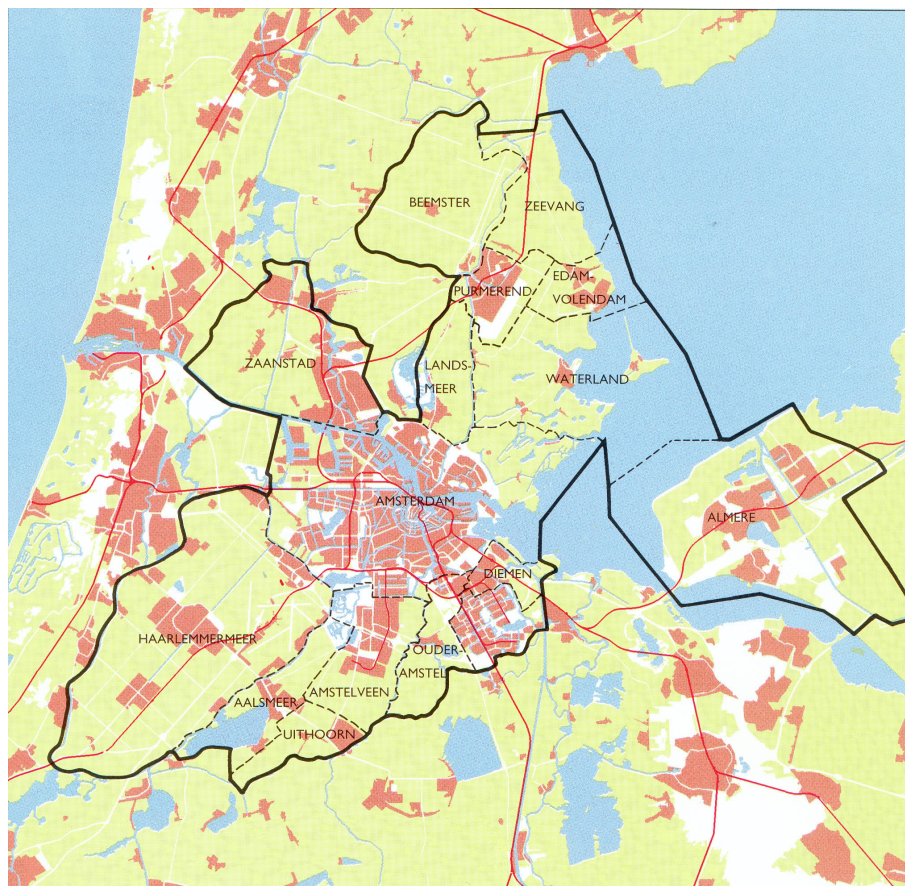 BEEMSTER
ZEEVANG
EDAM-
VOLENDAM
PURMEREND
ZAANSTAD
LANDS-
MEER
WATERLAND
AMSTERDAM
ALMERE
DIEMEN
HAARLEMMERMEER
OUDER-
AMSTEL
AMSTELVEEN
AALSMEER
UITHOORN